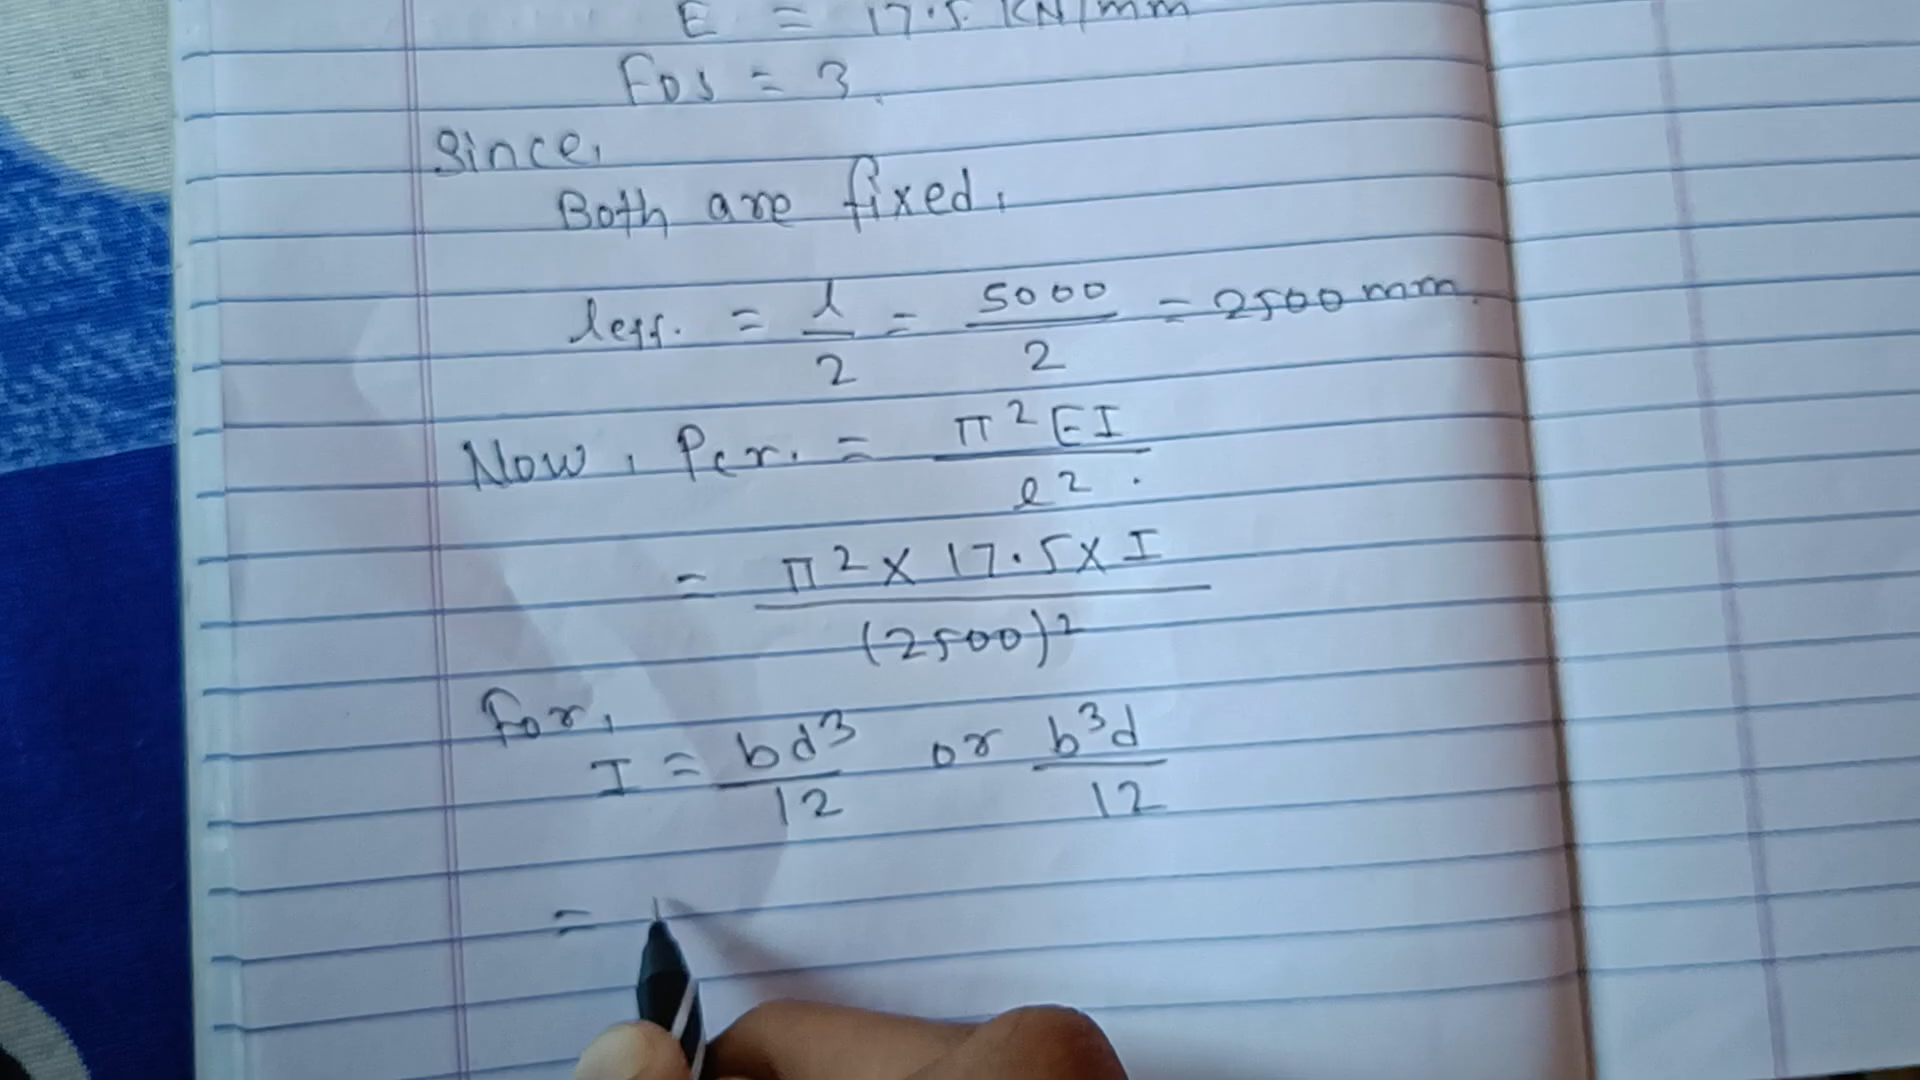 E = 17.5 KN/mm
FOS = 3.
Since,
Both are fixed,
leff. = l/2 = 5000/2 = 2500 mm.
Now, Pcr. = π²EI/l².
= π² x 17.5 x I/(2500)²
For,
I = bd³/12 or b³d/12
=